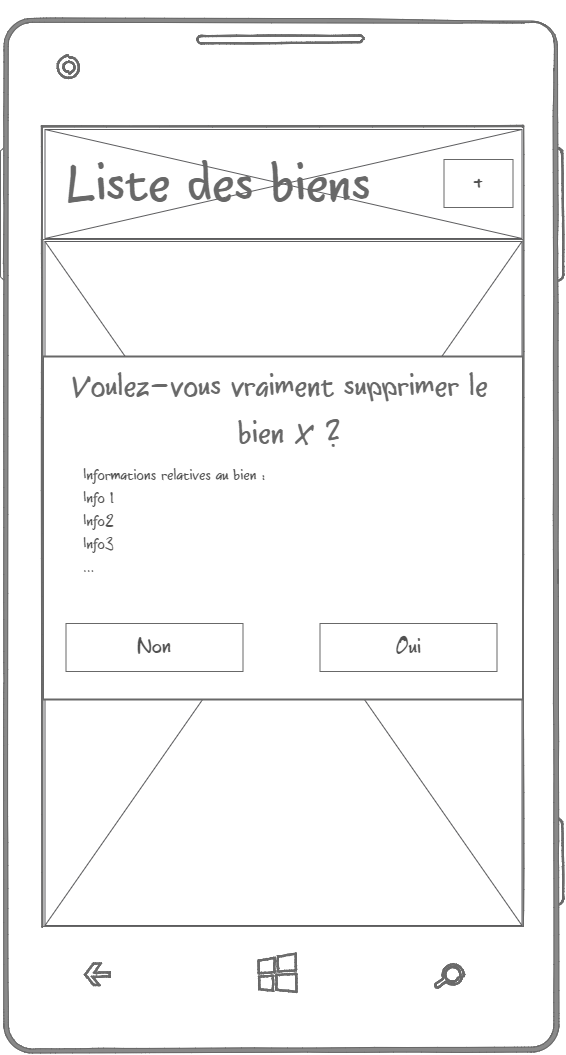 Liste des biens
+
Voulez-vous vraiment supprimer le
bien X ?
Informations relatives au bien :
Info 1
Info2
Info3
...
Non
Oui